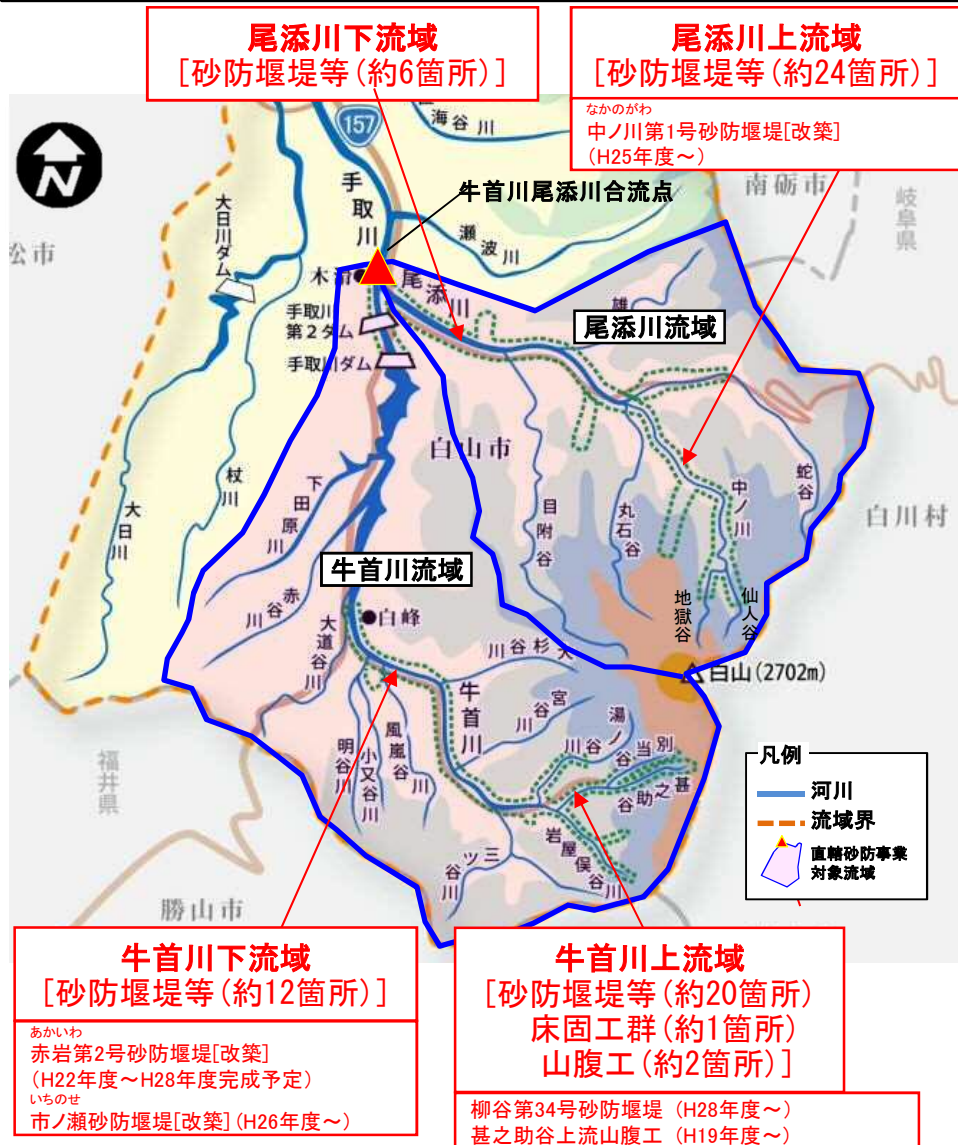 尾添川下流域
[砂防堰堤等(約6箇所)]
尾添川上流域
[砂防堰堤等(約24箇所)]
なかのがわ
中ノ川第1号砂防堰堤[改築]
(H25年度～)
157
海谷川
N
手取川
牛首川尾添川合流点
南砺市
岐阜県
大日川ダム
松市
瀬波川
木滑
尾添川
手取川
第2ダム
手取川ダム
雄
尾添川流域
白山市
杖川
大日川
下田原川
目附谷
丸石谷
中ノ川
蛇谷
白川村
牛首川流域
赤谷川
地獄谷
仙人谷
白峰
大道谷川
大杉谷川
白山(2702m)
牛首川
宮谷川
湯ノ谷川
別当谷
甚之助谷
福井県
明谷川
小又谷川
風嵐谷川
岩屋俣谷川
三ツ谷川
勝山市
凡例
河川
流域界
直轄砂防事業
対象流域
牛首川下流域
[砂防堰堤等(約12箇所)]
あかいわ
赤岩第2号砂防堰堤[改築]
(H22年度～H28年度完成予定)
いちのせ
市ノ瀬砂防堰堤[改築](H26年度～)
牛首川上流域
[砂防堰堤等(約20箇所)
床固工群(約1箇所)
山腹工(約2箇所)]
柳谷第34号砂防堰堤 (H28年度～)
甚之助谷上流山腹工 (H19年度～)